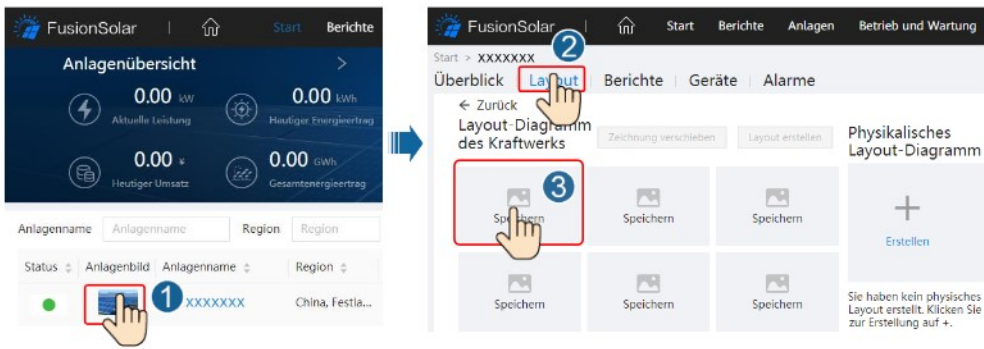 FusionSolar
Start
Berichte
Anlagenübersicht
>
0.00 kW
Aktuelle Leistung
0.00 kWh
Heutiger Energieertrag
0.00 ¥
Heutiger Umsatz
0.00 GWh
Gesamtenergieertrag
Anlagenname
Anlagenname
Region
Region
Status
Anlagenbild
Anlagenname
Region
1
xxxxxxx
China, Festla...
FusionSolar
Start
Berichte
Anlagen
Betrieb und Wartung
2
Start > xxxxxxx
Überblick
Layout
Berichte
Geräte
Alarme
← Zurück
Layout-Diagramm
des Kraftwerks
Zeichnung verschieben
Layout erstellen
Physikalisches
Layout-Diagramm
3
Speichern
Speichern
Speichern
+
Erstellen
Speichern
Speichern
Speichern
Sie haben kein physisches
Layout erstellt. Klicken Sie
zur Erstellung auf +.